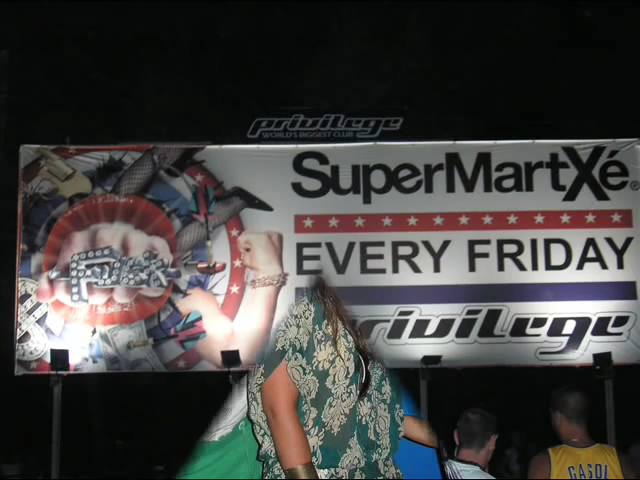 privilege
WORLD'S BIGGEST CLUB
SuperMartXé
EVERY FRIDAY
privilege
GASOL